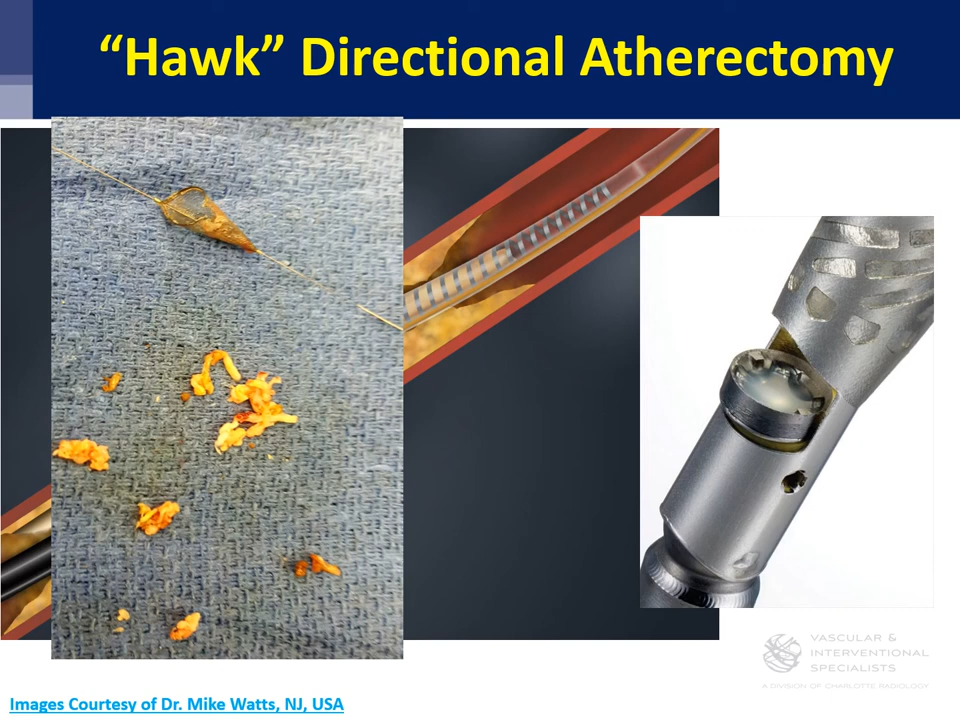 “Hawk” Directional Atherectomy
VASCULAR &
INTERVENTIONAL
SPECIALISTS
A DIVISION OF CHARLOTTE RADIOLOGY
Images Courtesy of Dr. Mike Watts, NJ, USA